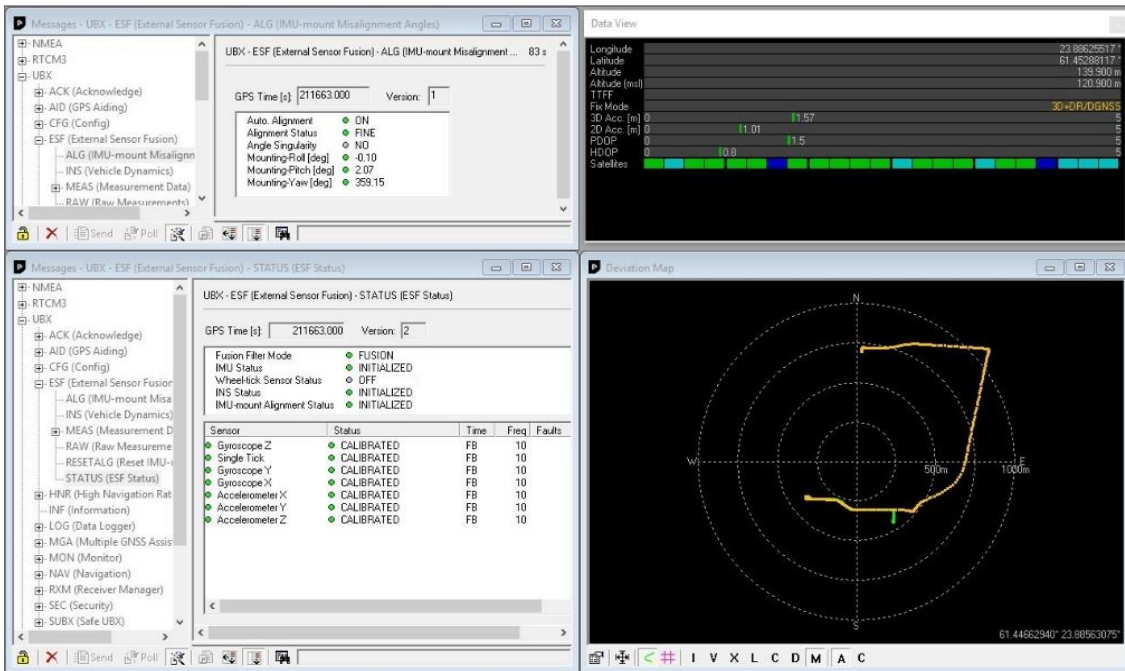 Messages - UBX - ESF (External Sensor Fusion) - ALG (IMU-mount Misalignment Angles)
NMEA
RTCM3
UBX
ACK (Acknowledge)
AID (GPS Aiding)
CFG (Config)
ESF (External Sensor Fusion)
ALG (IMU-mount Misalignn
INS (Vehicle Dynamics)
MEAS (Measurement Data)
RAW (Raw Measurements)
UBX - ESF (External Sensor Fusion) - ALG (IMU-mount Misalignment ... 83 s
GPS Time [s]: 211663.000 Version: 1
Auto. Alignment ON
Alignment Status FINE
Angle Singularity NO
Mounting-Roll [deg] -0.10
Mounting-Pitch [deg] 2.07
Mounting-Yaw [deg] 359.15
Send Poll
Data View
Longitude 23.88625517 °
Latitude 61.45288117 °
Altitude 139.900 m
Altitude (msl) 120.900 m
TTFF
Fix Mode 3D+DR/DGNSS
3D Acc. [m] 0 1.57 5
2D Acc. [m] 0 1.01 5
PDOP 0 1.5 5
HDOP 0 0.8 5
Satellites
Messages - UBX - ESF (External Sensor Fusion) - STATUS (ESF Status)
NMEA
RTCM3
UBX
ACK (Acknowledge)
AID (GPS Aiding)
CFG (Config)
ESF (External Sensor Fusion
ALG (IMU-mount Misa
INS (Vehicle Dynamics)
MEAS (Measurement D
RAW (Raw Measureme
RESETALG (Reset IMU-
STATUS (ESF Status)
HNR (High Navigation Rat
INF (Information)
LOG (Data Logger)
MGA (Multiple GNSS Assis
MON (Monitor)
NAV (Navigation)
RXM (Receiver Manager)
SEC (Security)
SUBX (Safe UBX)
UBX - ESF (External Sensor Fusion) - STATUS (ESF Status)
GPS Time [s]: 211663.000 Version: 2
Fusion Filter Mode FUSION
IMU Status INITIALIZED
Wheel-tick Sensor Status OFF
INS Status INITIALIZED
IMU-mount Alignment Status INITIALIZED
Sensor Status Time Freq Faults
Gyroscope Z CALIBRATED FB 10
Single Tick CALIBRATED FB 10
Gyroscope Y CALIBRATED FB 10
Gyroscope X CALIBRATED FB 10
Accelerometer X CALIBRATED FB 10
Accelerometer Y CALIBRATED FB 10
Accelerometer Z CALIBRATED FB 10
Send Poll
Deviation Map
N
W
500m
1000m
E
S
61.44662940° 23.88563075°
I V X L C D M A C